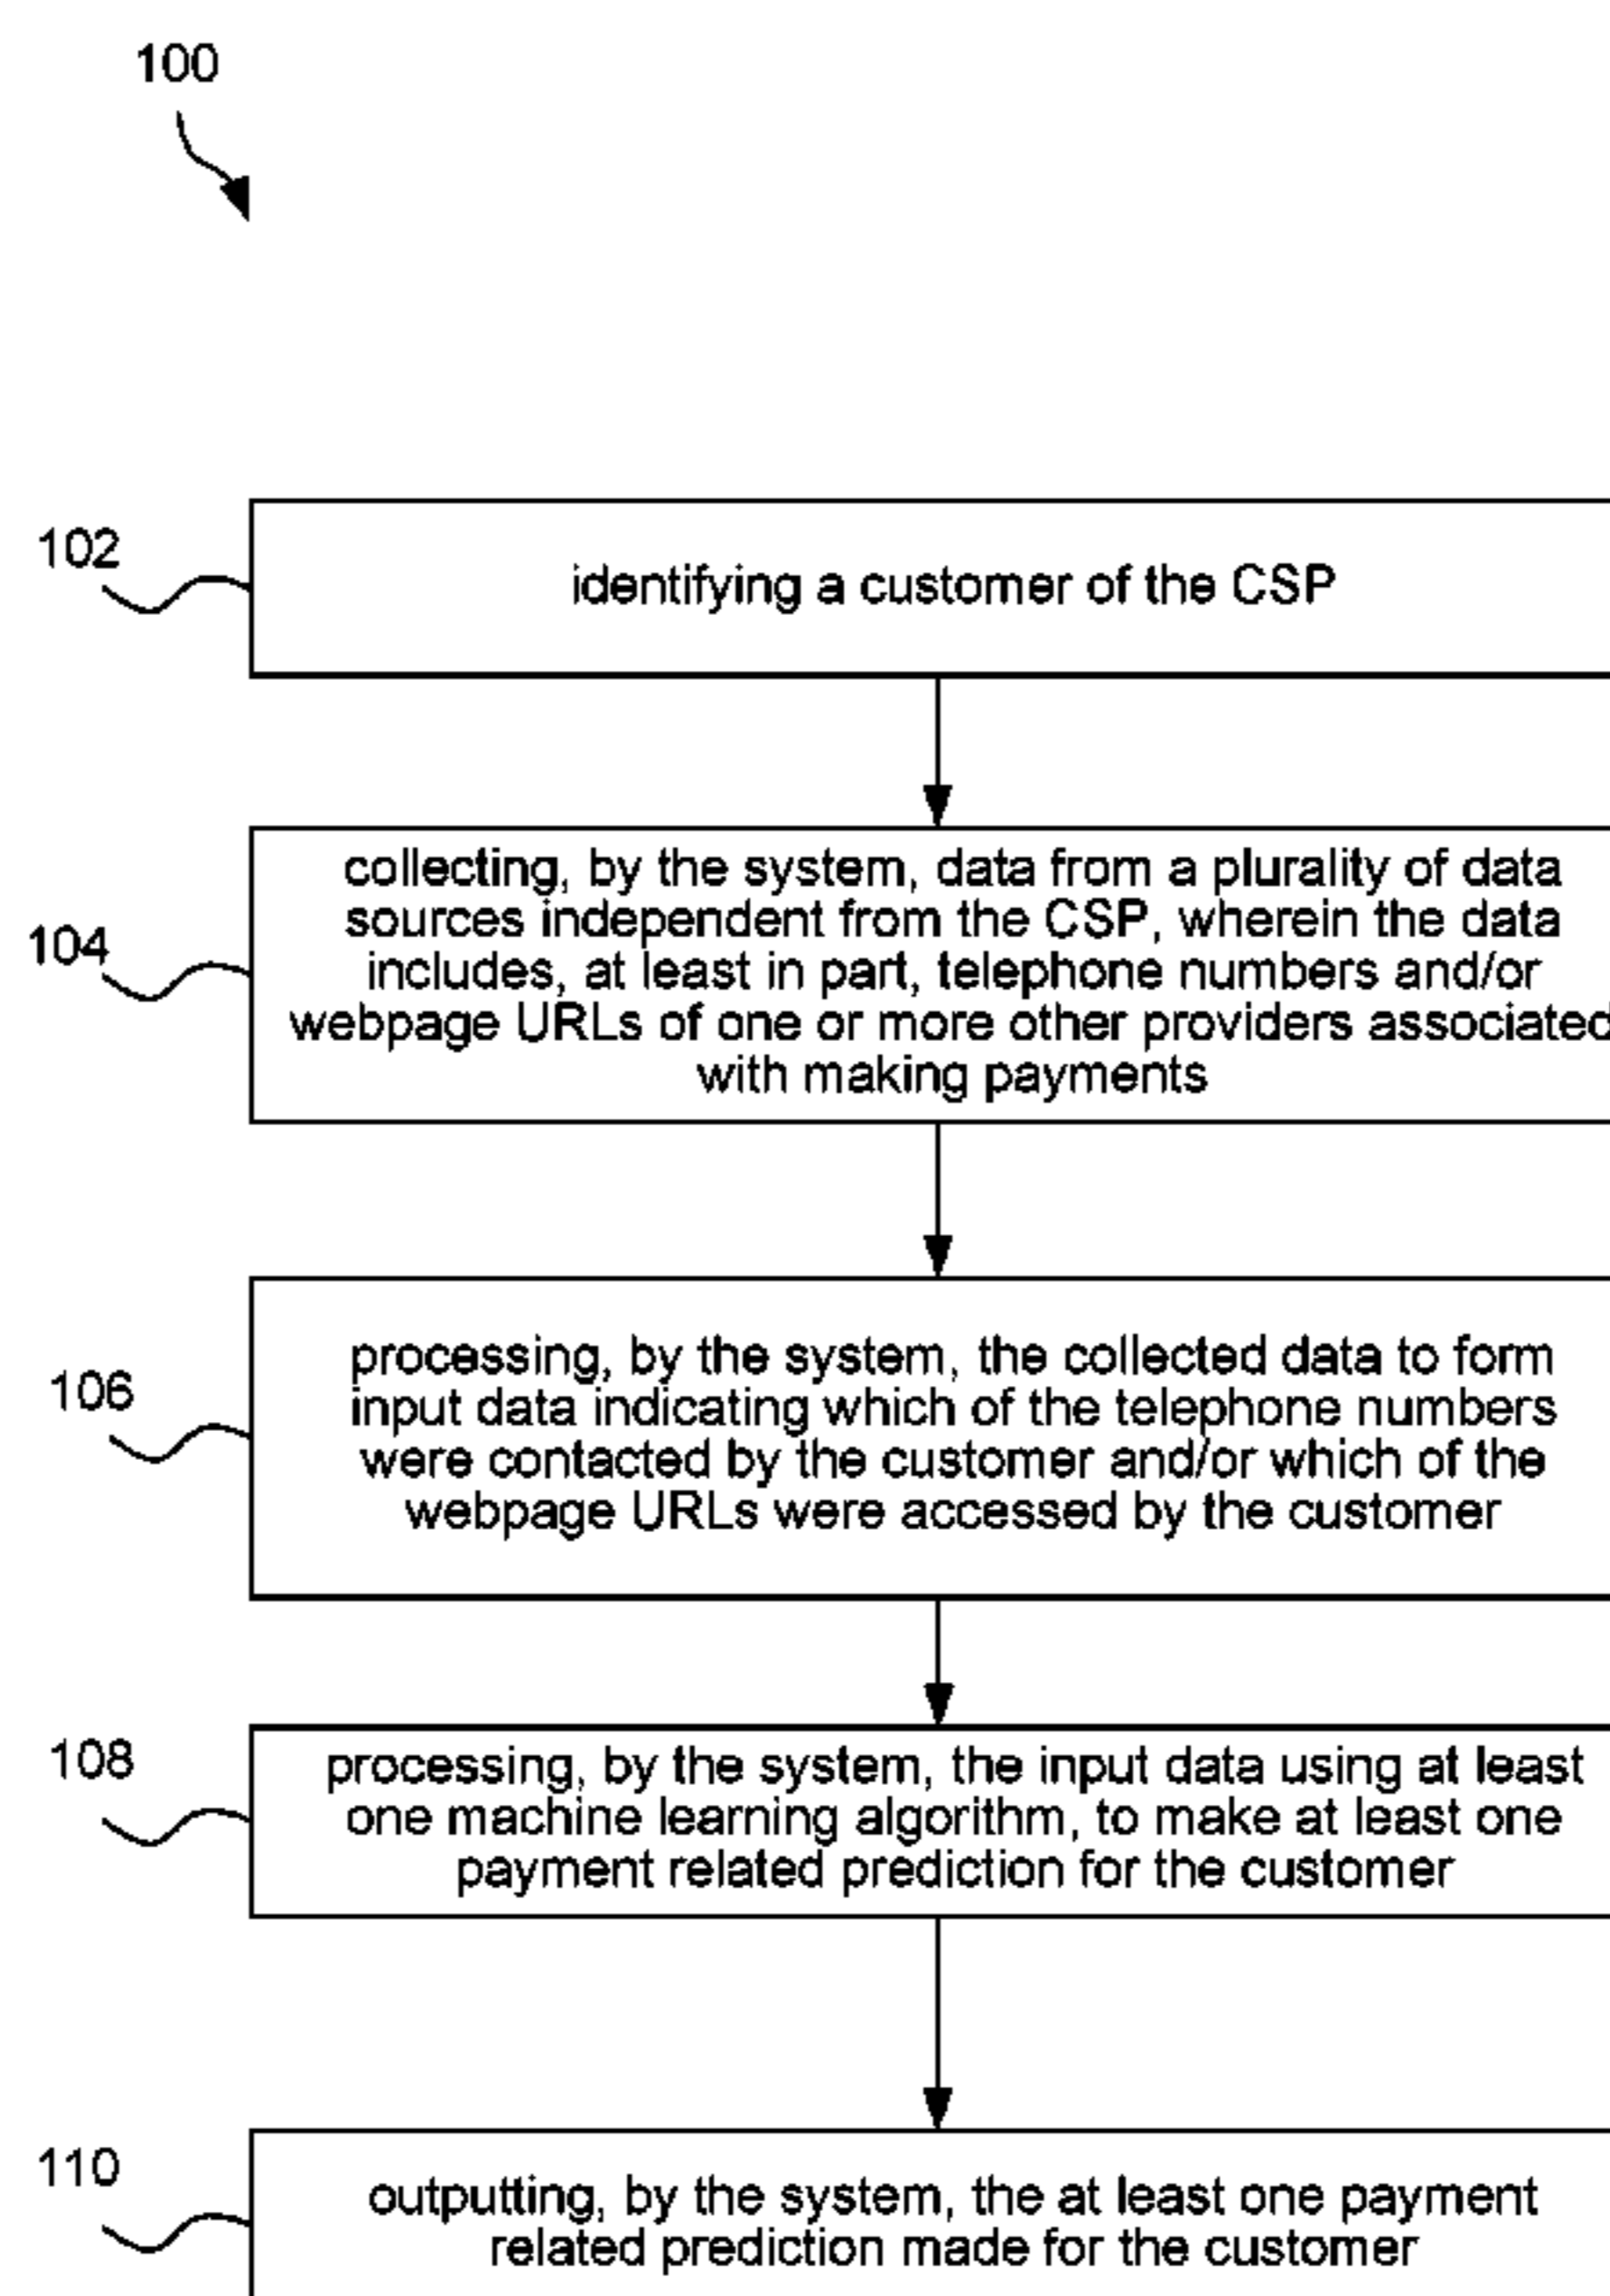 100
102
identifying a customer of the CSP
104
collecting, by the system, data from a plurality of data
sources independent from the CSP, wherein the data
includes, at least in part, telephone numbers and/or
webpage URLs of one or more other providers associated
with making payments
106
processing, by the system, the collected data to form
input data indicating which of the telephone numbers
were contacted by the customer and/or which of the
webpage URLs were accessed by the customer
108
processing, by the system, the input data using at least
one machine learning algorithm, to make at least one
payment related prediction for the customer
110
outputting, by the system, the at least one payment
related prediction made for the customer